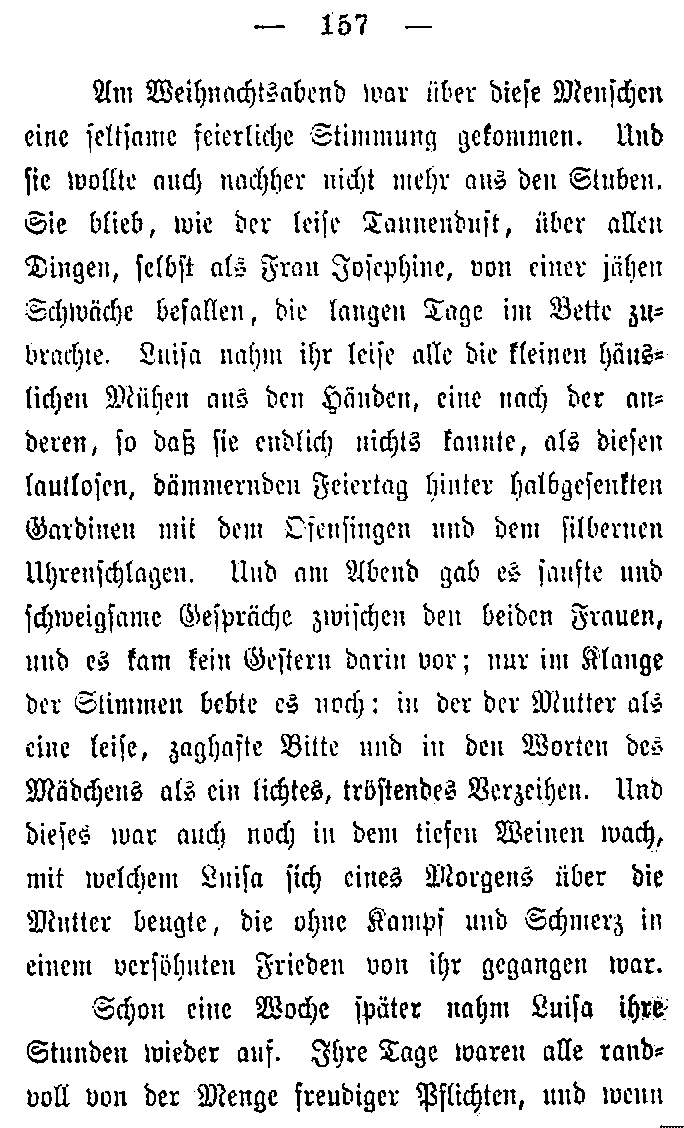 — 157 —
Am Weihnachtsabend war über diese Menschen
eine seltsame feierliche Stimmung gekommen. Und
sie wollte auch nachher nicht mehr aus den Stuben.
Sie blieb, wie der leise Tannenduft, über allen
Dingen, selbst als Frau Josephine, von einer jähen
Schwäche befallen, die langen Tage im Bette zu-
brachte. Luisa nahm ihr leise alle die kleinen häus-
lichen Mühen aus den Händen, eine nach der an-
deren, so daß sie endlich nichts kannte, als diesen
lautlosen, dämmernden Feiertag hinter halbgesenkten
Gardinen mit dem Ofensingen und dem silbernen
Uhrenschlagen. Und am Abend gab es sanfte und
schweigsame Gespräche zwischen den beiden Frauen,
und es kam kein Gestern darin vor; nur im Klange
der Stimmen bebte es noch: in der der Mutter als
eine leise, zaghafte Bitte und in den Worten des
Mädchens als ein lichtes, tröstendes Verzeihen. Und
dieses war auch noch in dem tiefen Weinen wach,
mit welchem Luisa sich eines Morgens über die
Mutter beugte, die ohne Kampf und Schmerz in
einem versöhnten Frieden von ihr gegangen war.
Schon eine Woche später nahm Luisa ihre
Stunden wieder auf. Ihre Tage waren alle rand-
voll von der Menge freudiger Pflichten, und wenn